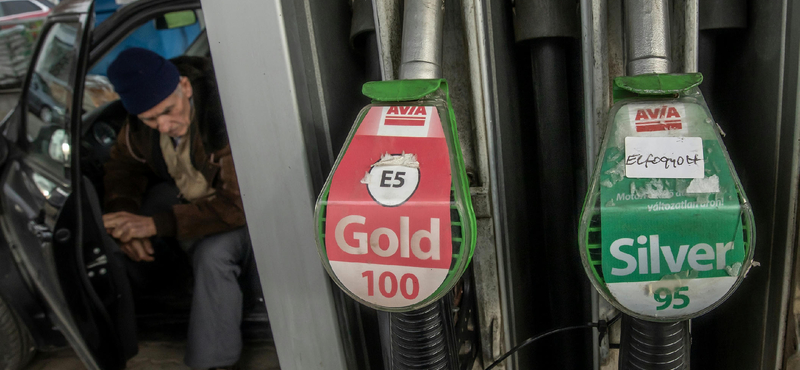 AVIA
E5
Gold
100
AVIA
Elfogyott
változatlan áron!
Silver
95